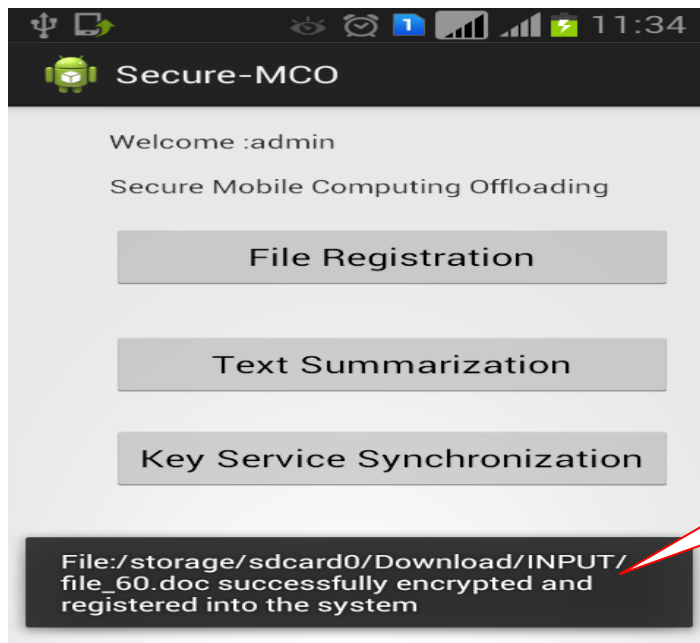 1 11:34
Secure-MCO
Welcome :admin
Secure Mobile Computing Offloading
File Registration
Text Summarization
Key Service Synchronization
File:/storage/sdcard0/Download/INPUT/
file_60.doc successfully encrypted and
registered into the system